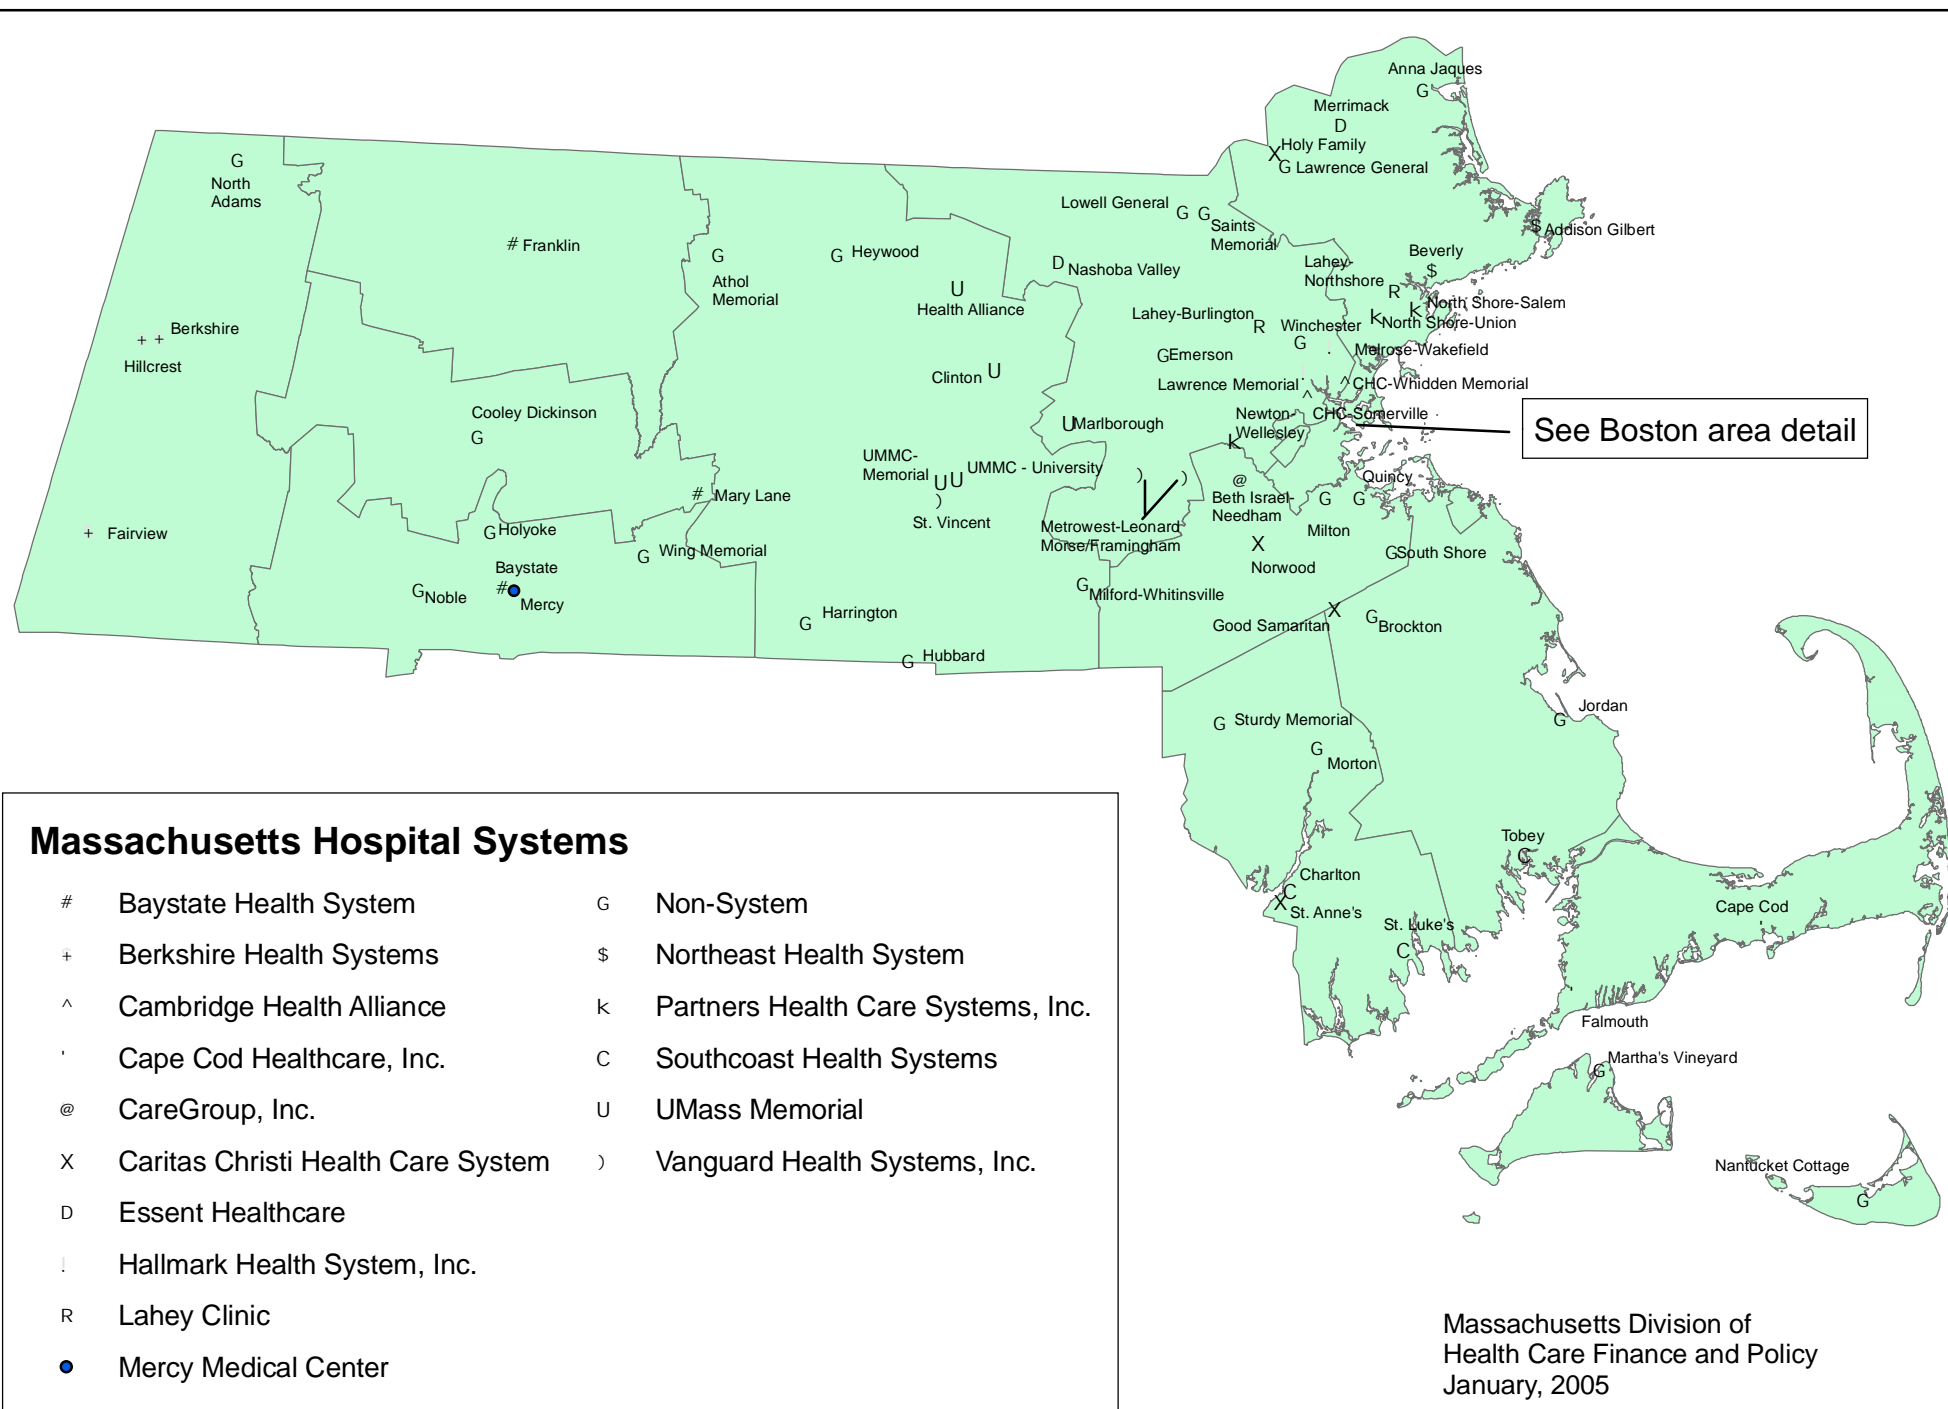 Anna Jaques
G
Merrimack
D
Holy Family
X
G Lawrence General
G
North
Adams
Lowell General
G G
Saints
Memorial
$ Addison Gilbert
# Franklin
G
Athol
Memorial
G Heywood
D Nashoba Valley
Beverly
$
Lahey-
Northshore
R
U
Health Alliance
k North Shore-Salem
k North Shore-Union
Lahey-Burlington
R
Winchester
G
+ + Berkshire
Hillcrest
! Melrose-Wakefield
G Emerson
Clinton U
Lawrence Memorial
^ CHC-Whidden Memorial
^
CHC-Somerville
Cooley Dickinson
G
U Marlborough
Newton-
Wellesley
k
See Boston area detail
UMMC-
Memorial
U U UMMC - University
)
St. Vincent
) )
Metrowest-Leonard
Morse/Framingham
@
Beth Israel-
Needham
Quincy
G G
Milton
# Mary Lane
+ Fairview
G Holyoke
G Wing Memorial
X
Norwood
G South Shore
Baystate
#
Mercy
G Noble
G Milford-Whitinsville
G Harrington
Good Samaritan X
G Brockton
G Hubbard
Jordan
G
G Sturdy Memorial
G
Morton
Tobey
C
Charlton
C
X
St. Anne's
St. Luke's
C
Cape Cod
'
'
Falmouth
Martha's Vineyard
G
Nantucket Cottage
G
Massachusetts Hospital Systems
# Baystate Health System
+ Berkshire Health Systems
^ Cambridge Health Alliance
' Cape Cod Healthcare, Inc.
@ CareGroup, Inc.
X Caritas Christi Health Care System
D Essent Healthcare
! Hallmark Health System, Inc.
R Lahey Clinic
Mercy Medical Center
G Non-System
$ Northeast Health System
k Partners Health Care Systems, Inc.
C Southcoast Health Systems
U UMass Memorial
) Vanguard Health Systems, Inc.
Massachusetts Division of
Health Care Finance and Policy
January, 2005